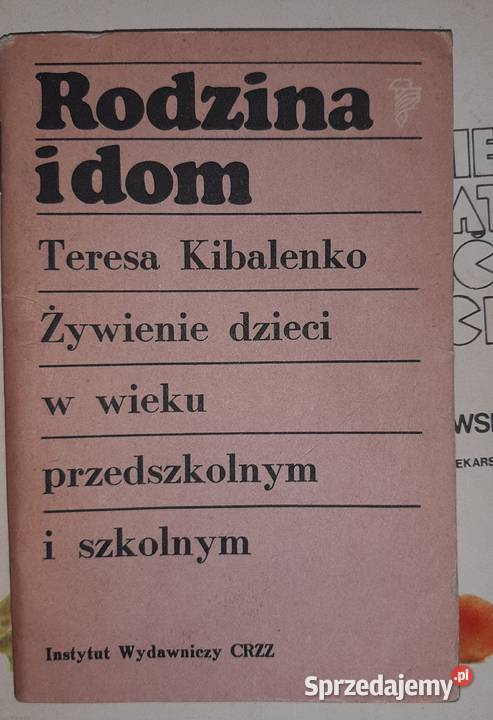 Rodzina
i dom
Teresa Kibalenko
Żywienie dzieci
w wieku
przedszkolnym
i szkolnym
Instytut Wydawniczy CRZZ
Sprzedajemy.pl